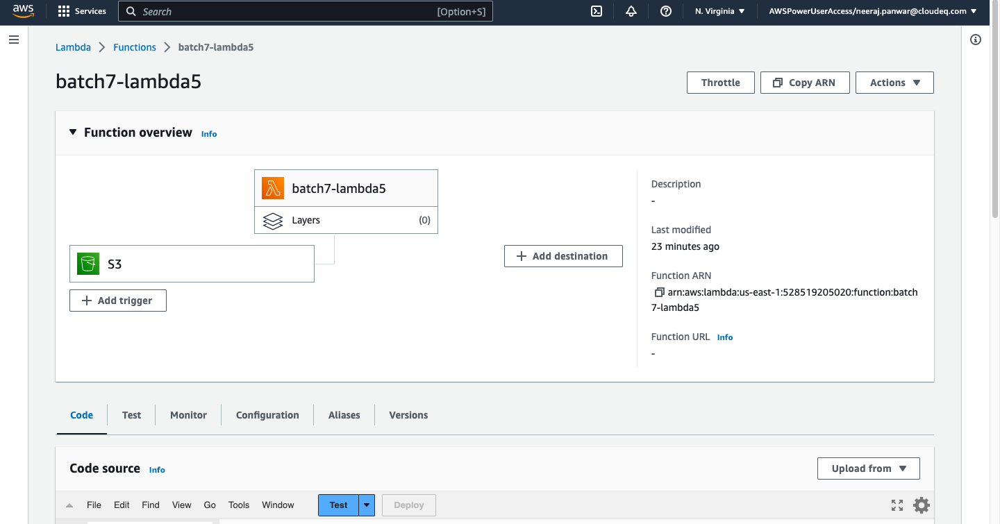 aws Services Search [Option+S] N. Virginia AWSPowerUserAccess/neeraj.panwar@cloudeq.com
Lambda Functions batch7-lambda5
batch7-lambda5
Throttle Copy ARN Actions
Function overview Info
batch7-lambda5
Layers (0)
S3
Add trigger
Add destination
Description
-
Last modified
23 minutes ago
Function ARN
arn:aws:lambda:us-east-1:528519205020:function:batch
7-lambda5
Function URL Info
-
Code Test Monitor Configuration Aliases Versions
Code source Info
Upload from
File Edit Find View Go Tools Window Test Deploy